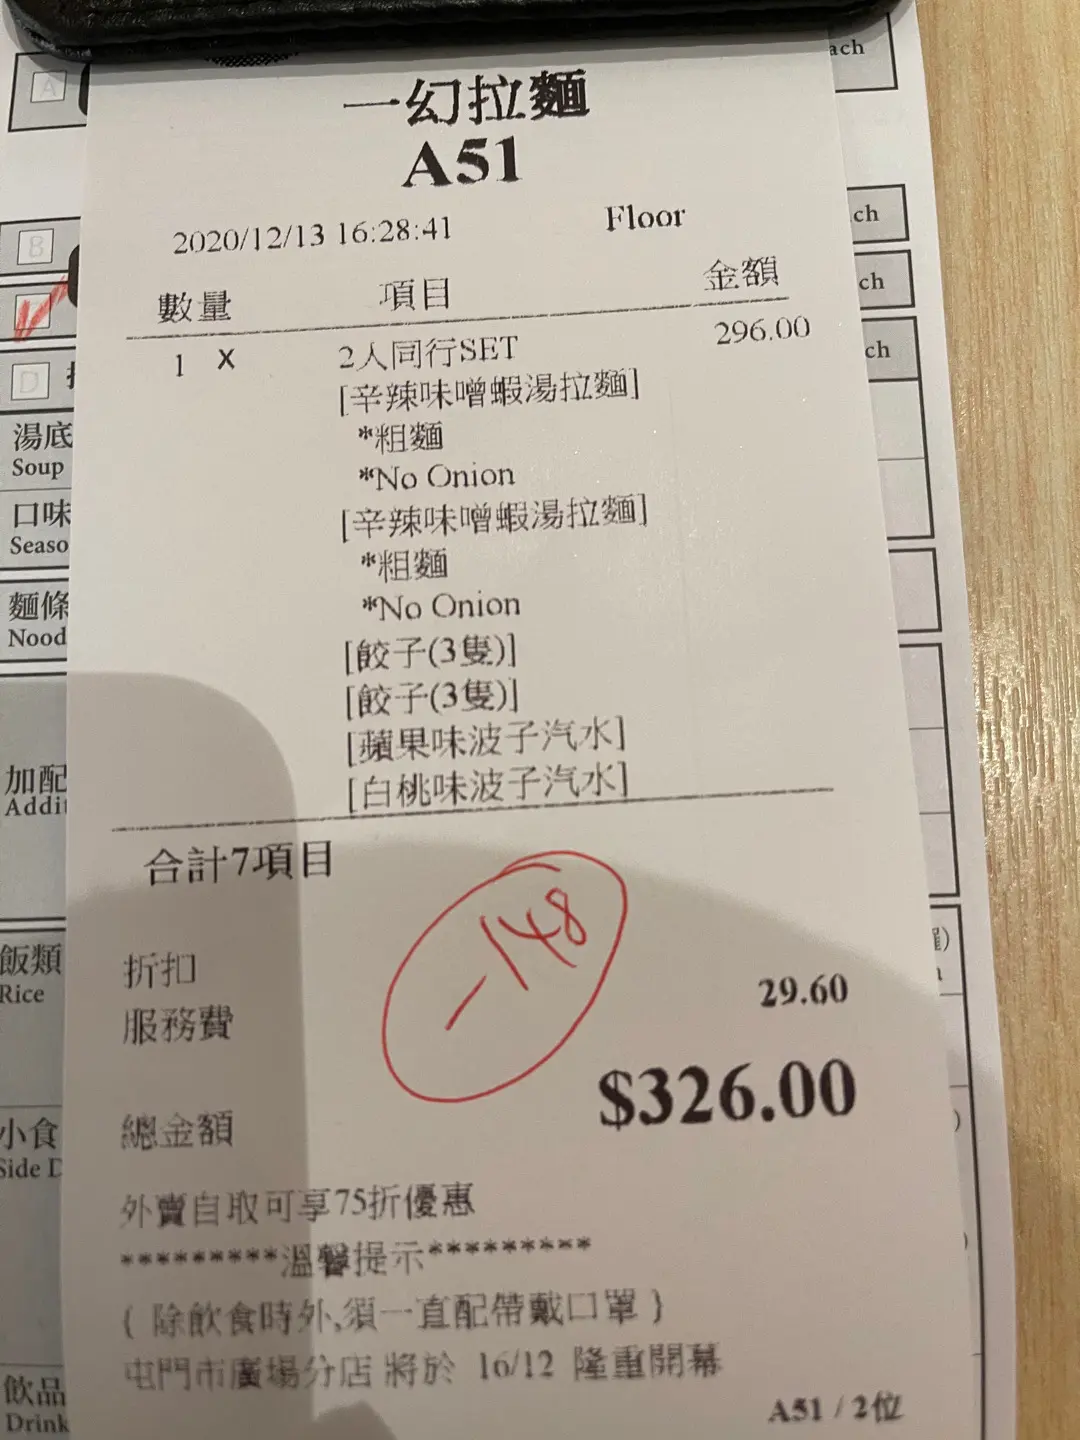 一幻拉麵
A51
2020/12/13 16:28:41 Floor
數量 項目 金額
1 X 2人同行SET 296.00
[辛辣味噌蝦湯拉麵]
*粗麵
*No Onion
[辛辣味噌蝦湯拉麵]
*粗麵
*No Onion
[餃子(3隻)]
[餃子(3隻)]
[蘋果味波子汽水]
[白桃味波子汽水]
合計7項目
-148
折扣
服務費 29.60
總金額 $326.00
外賣自取可享75折優惠
*********溫馨提示*********
{ 除飲食時外,須一直配帶戴口罩 }
屯門市廣場分店 將於 16/12 隆重開幕
A51 / 2位
A
B
D
湯底
Soup
口味
Seaso
麵條
Nood
加配
Addit
飯類
Rice
小食
Side D
飲品
Drink
ach
ch
ch
ch